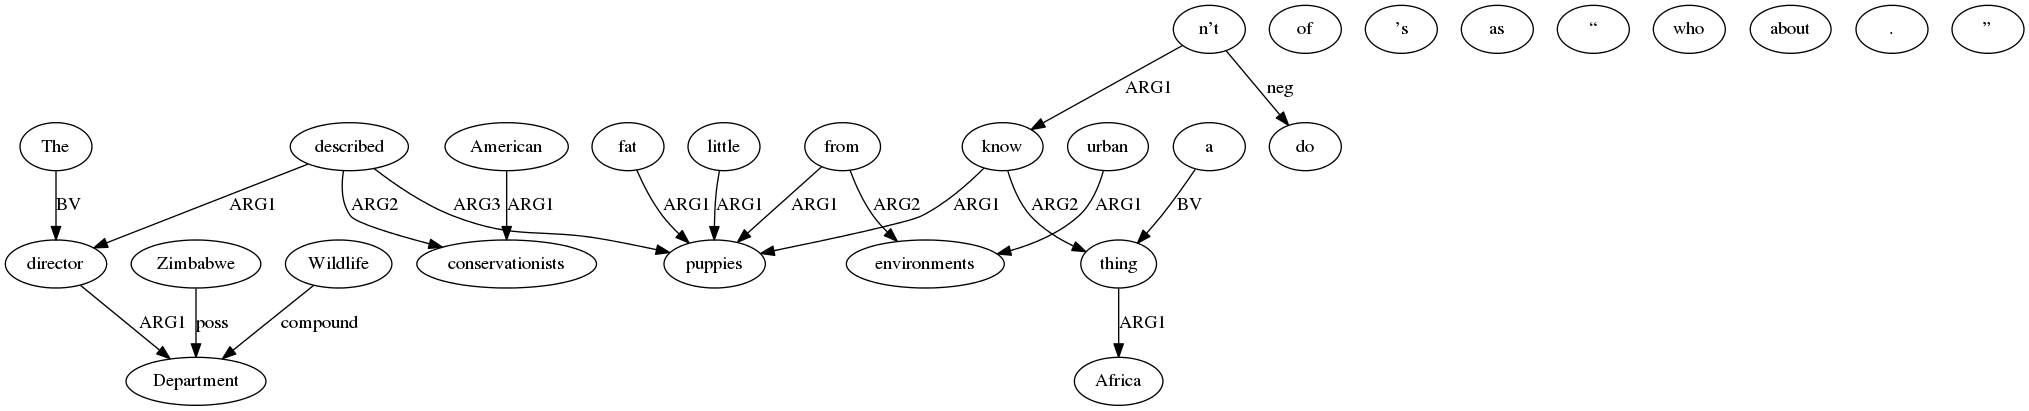 n't of 's as “ who about . ”
ARG1 neg
The described American fat little from know urban a do
BV ARG1 ARG2 ARG3 ARG1 ARG1 ARG1 ARG1 ARG2 ARG1 ARG2 ARG1 BV
director Zimbabwe Wildlife conservationists puppies environments thing
ARG1 poss compound ARG1
Department Africa